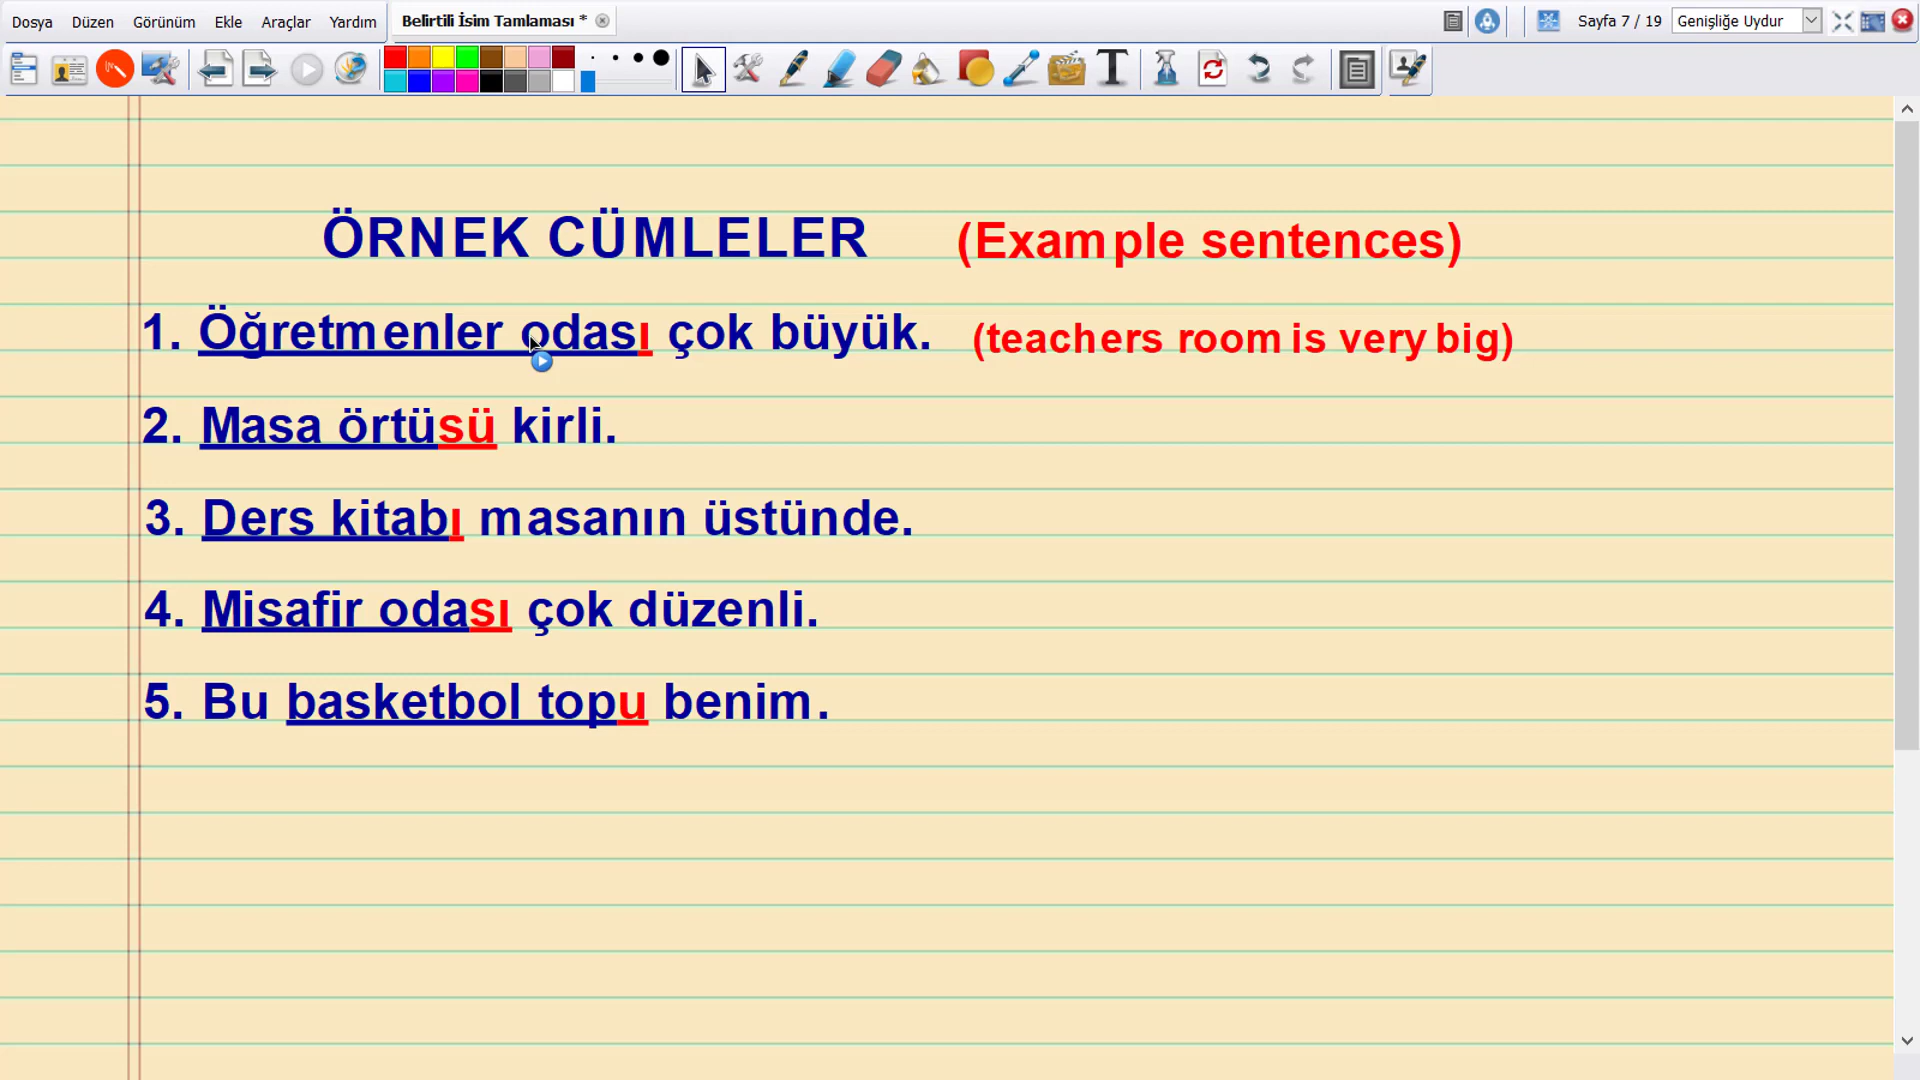 Dosya Düzen Görünüm Ekle Araçlar Yardım Belirtili İsim Tamlaması * Sayfa 7 / 19 Genişliğe Uydur
ÖRNEK CÜMLELER (Example sentences)
1. Öğretmenler odası çok büyük. (teachers room is very big)
2. Masa örtüsü kirli.
3. Ders kitabı masanın üstünde.
4. Misafir odası çok düzenli.
5. Bu basketbol topu benim.